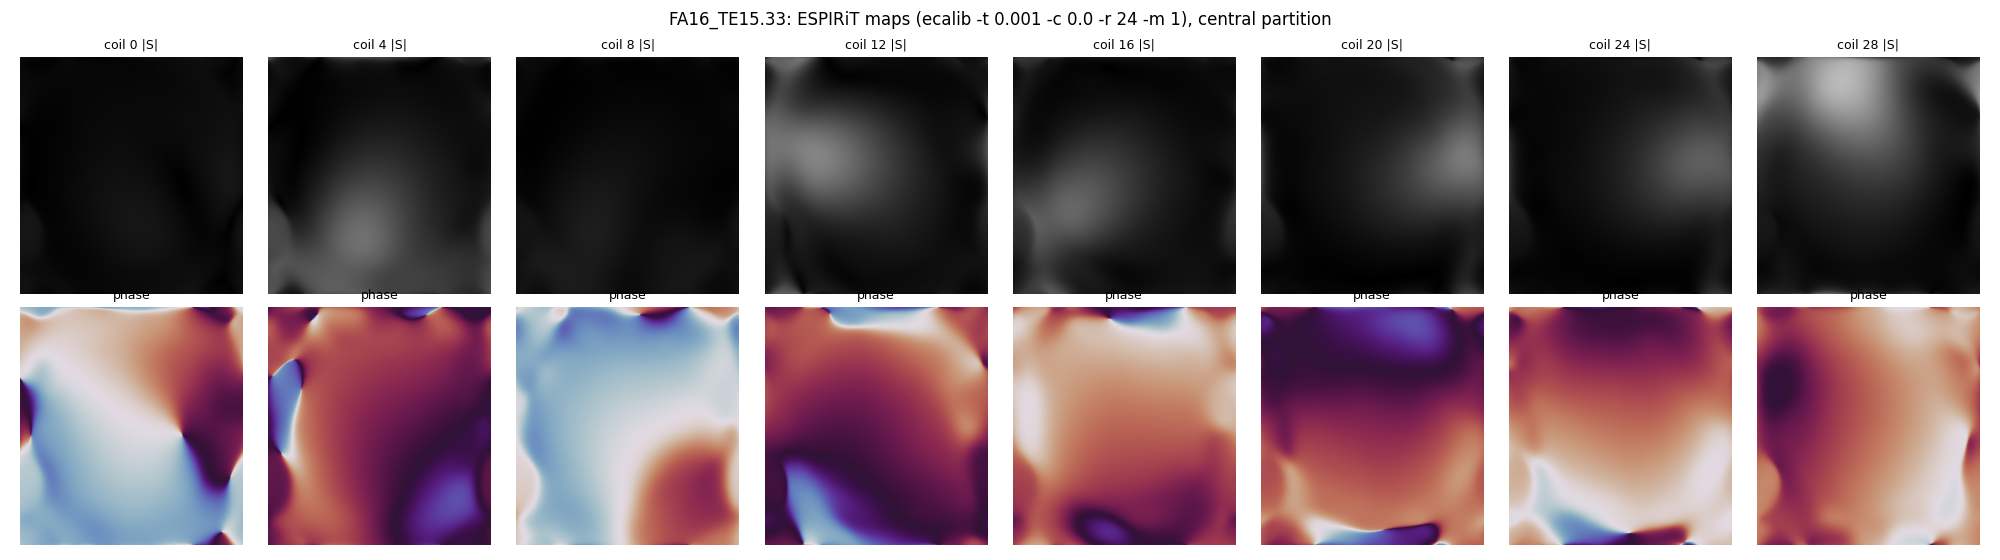 FA16_TE15.33: ESPIRiT maps (ecalib -t 0.001 -c 0.0 -r 24 -m 1), central partition
coil 0 |S| coil 4 |S| coil 8 |S| coil 12 |S| coil 16 |S| coil 20 |S| coil 24 |S| coil 28 |S|
phase phase phase phase phase phase phase phase